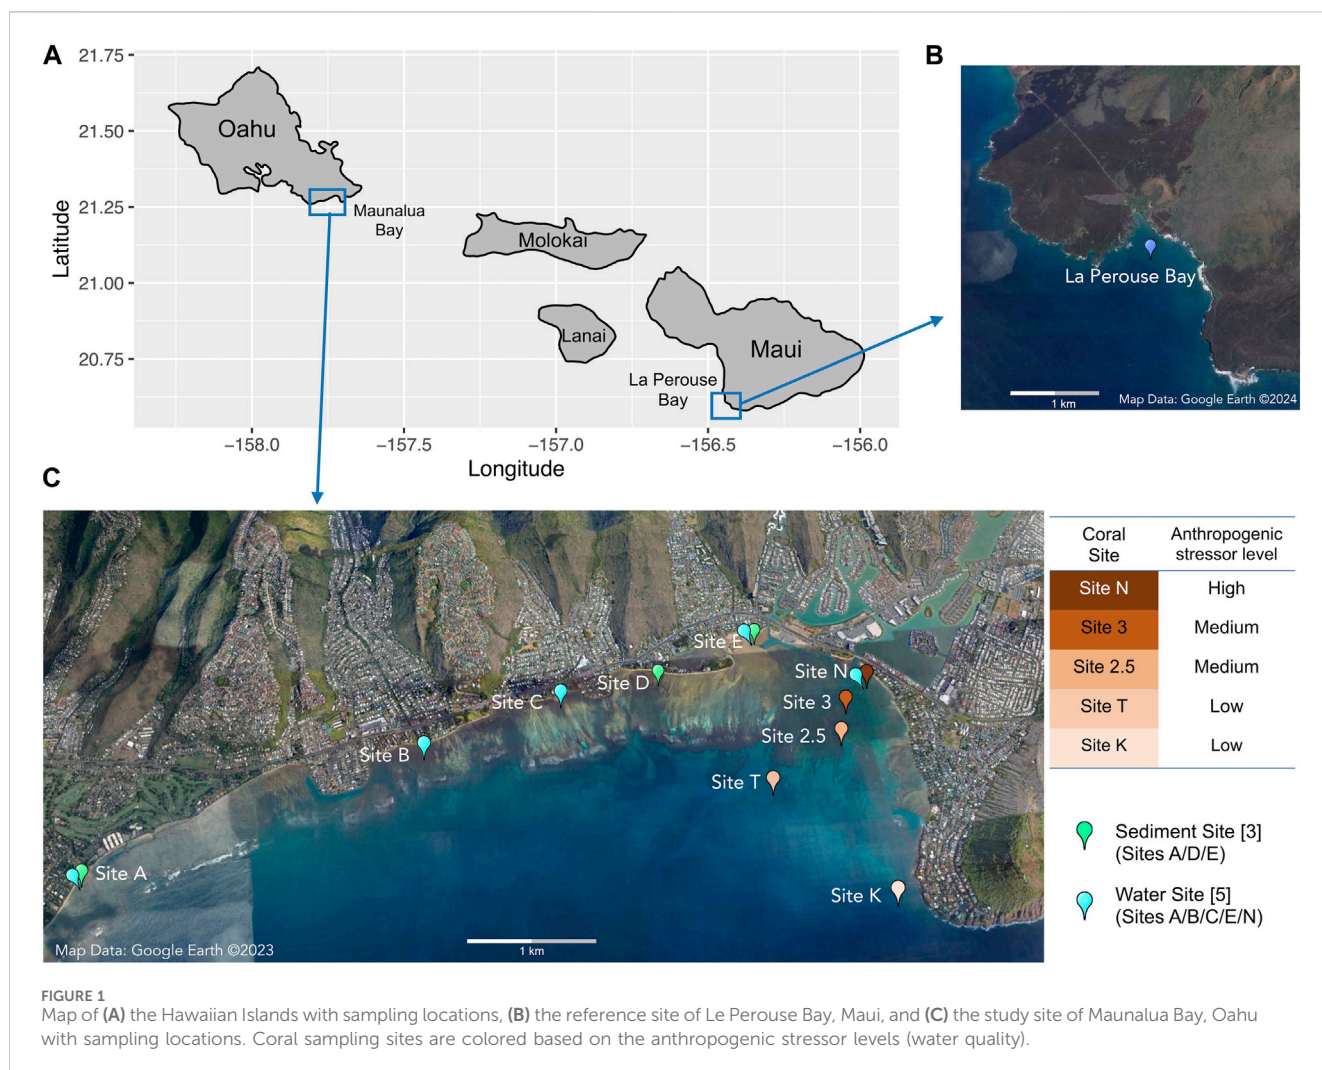 A
21.75
21.50
21.25
21.00
20.75
Latitude
Oahu
Maunalua
Bay
Molokai
Lanai
Maui
La Perouse
Bay
−158.0 −157.5 −157.0 −156.5 −156.0
Longitude
B
La Perouse Bay
1 km
Map Data: Google Earth ©2024
C
Site E
Site N
Site D
Site C
Site 3
Site 2.5
Site B
Site T
Site A
Site K
Map Data: Google Earth ©2023
1 km
Coral Site Anthropogenic stressor level
Site N High
Site 3 Medium
Site 2.5 Medium
Site T Low
Site K Low
Sediment Site [3]
(Sites A/D/E)
Water Site [5]
(Sites A/B/C/E/N)
FIGURE 1
Map of (A) the Hawaiian Islands with sampling locations, (B) the reference site of Le Perouse Bay, Maui, and (C) the study site of Maunalua Bay, Oahu
with sampling locations. Coral sampling sites are colored based on the anthropogenic stressor levels (water quality).